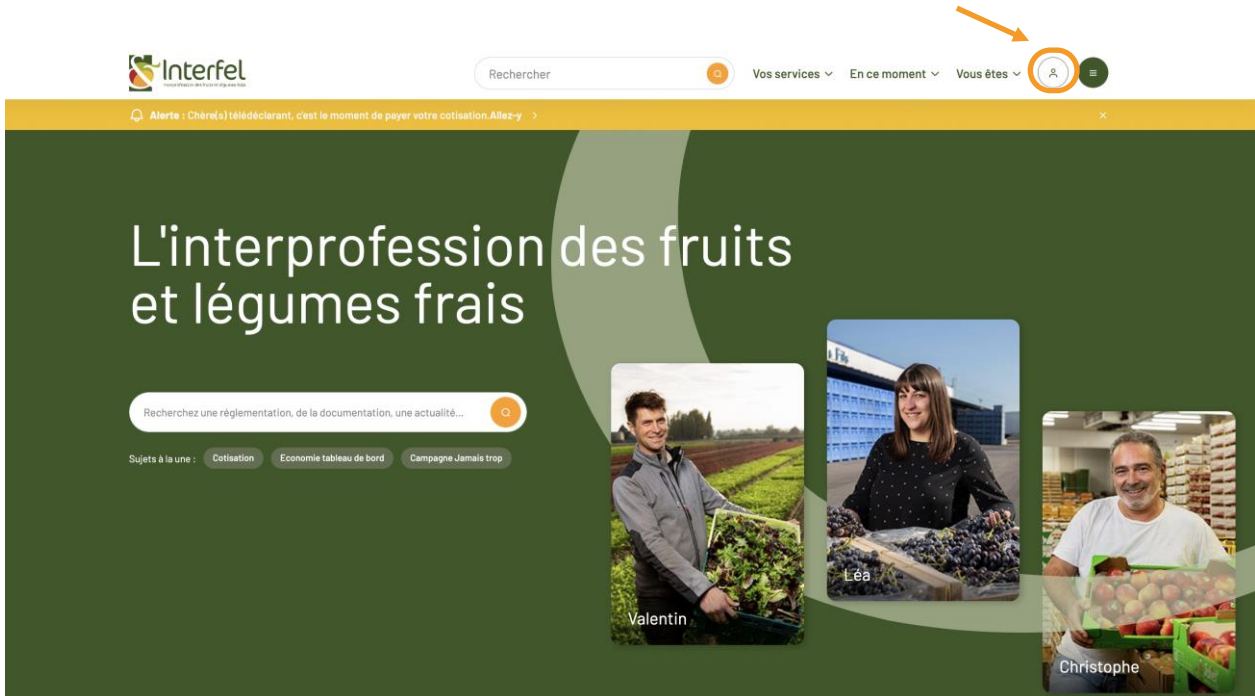 Interfel
Rechercher
Vos services
En ce moment
Vous êtes
Alerte : Chère(s) télédéclarant, c'est le moment de payer votre cotisation.Allez-y
L'interprofession des fruits
et légumes frais
Recherchez une réglementation, de la documentation, une actualité...
Sujets à la une :
Cotisation
Economie tableau de bord
Campagne Jamais trop
& Fils
Léa
Valentin
Christophe